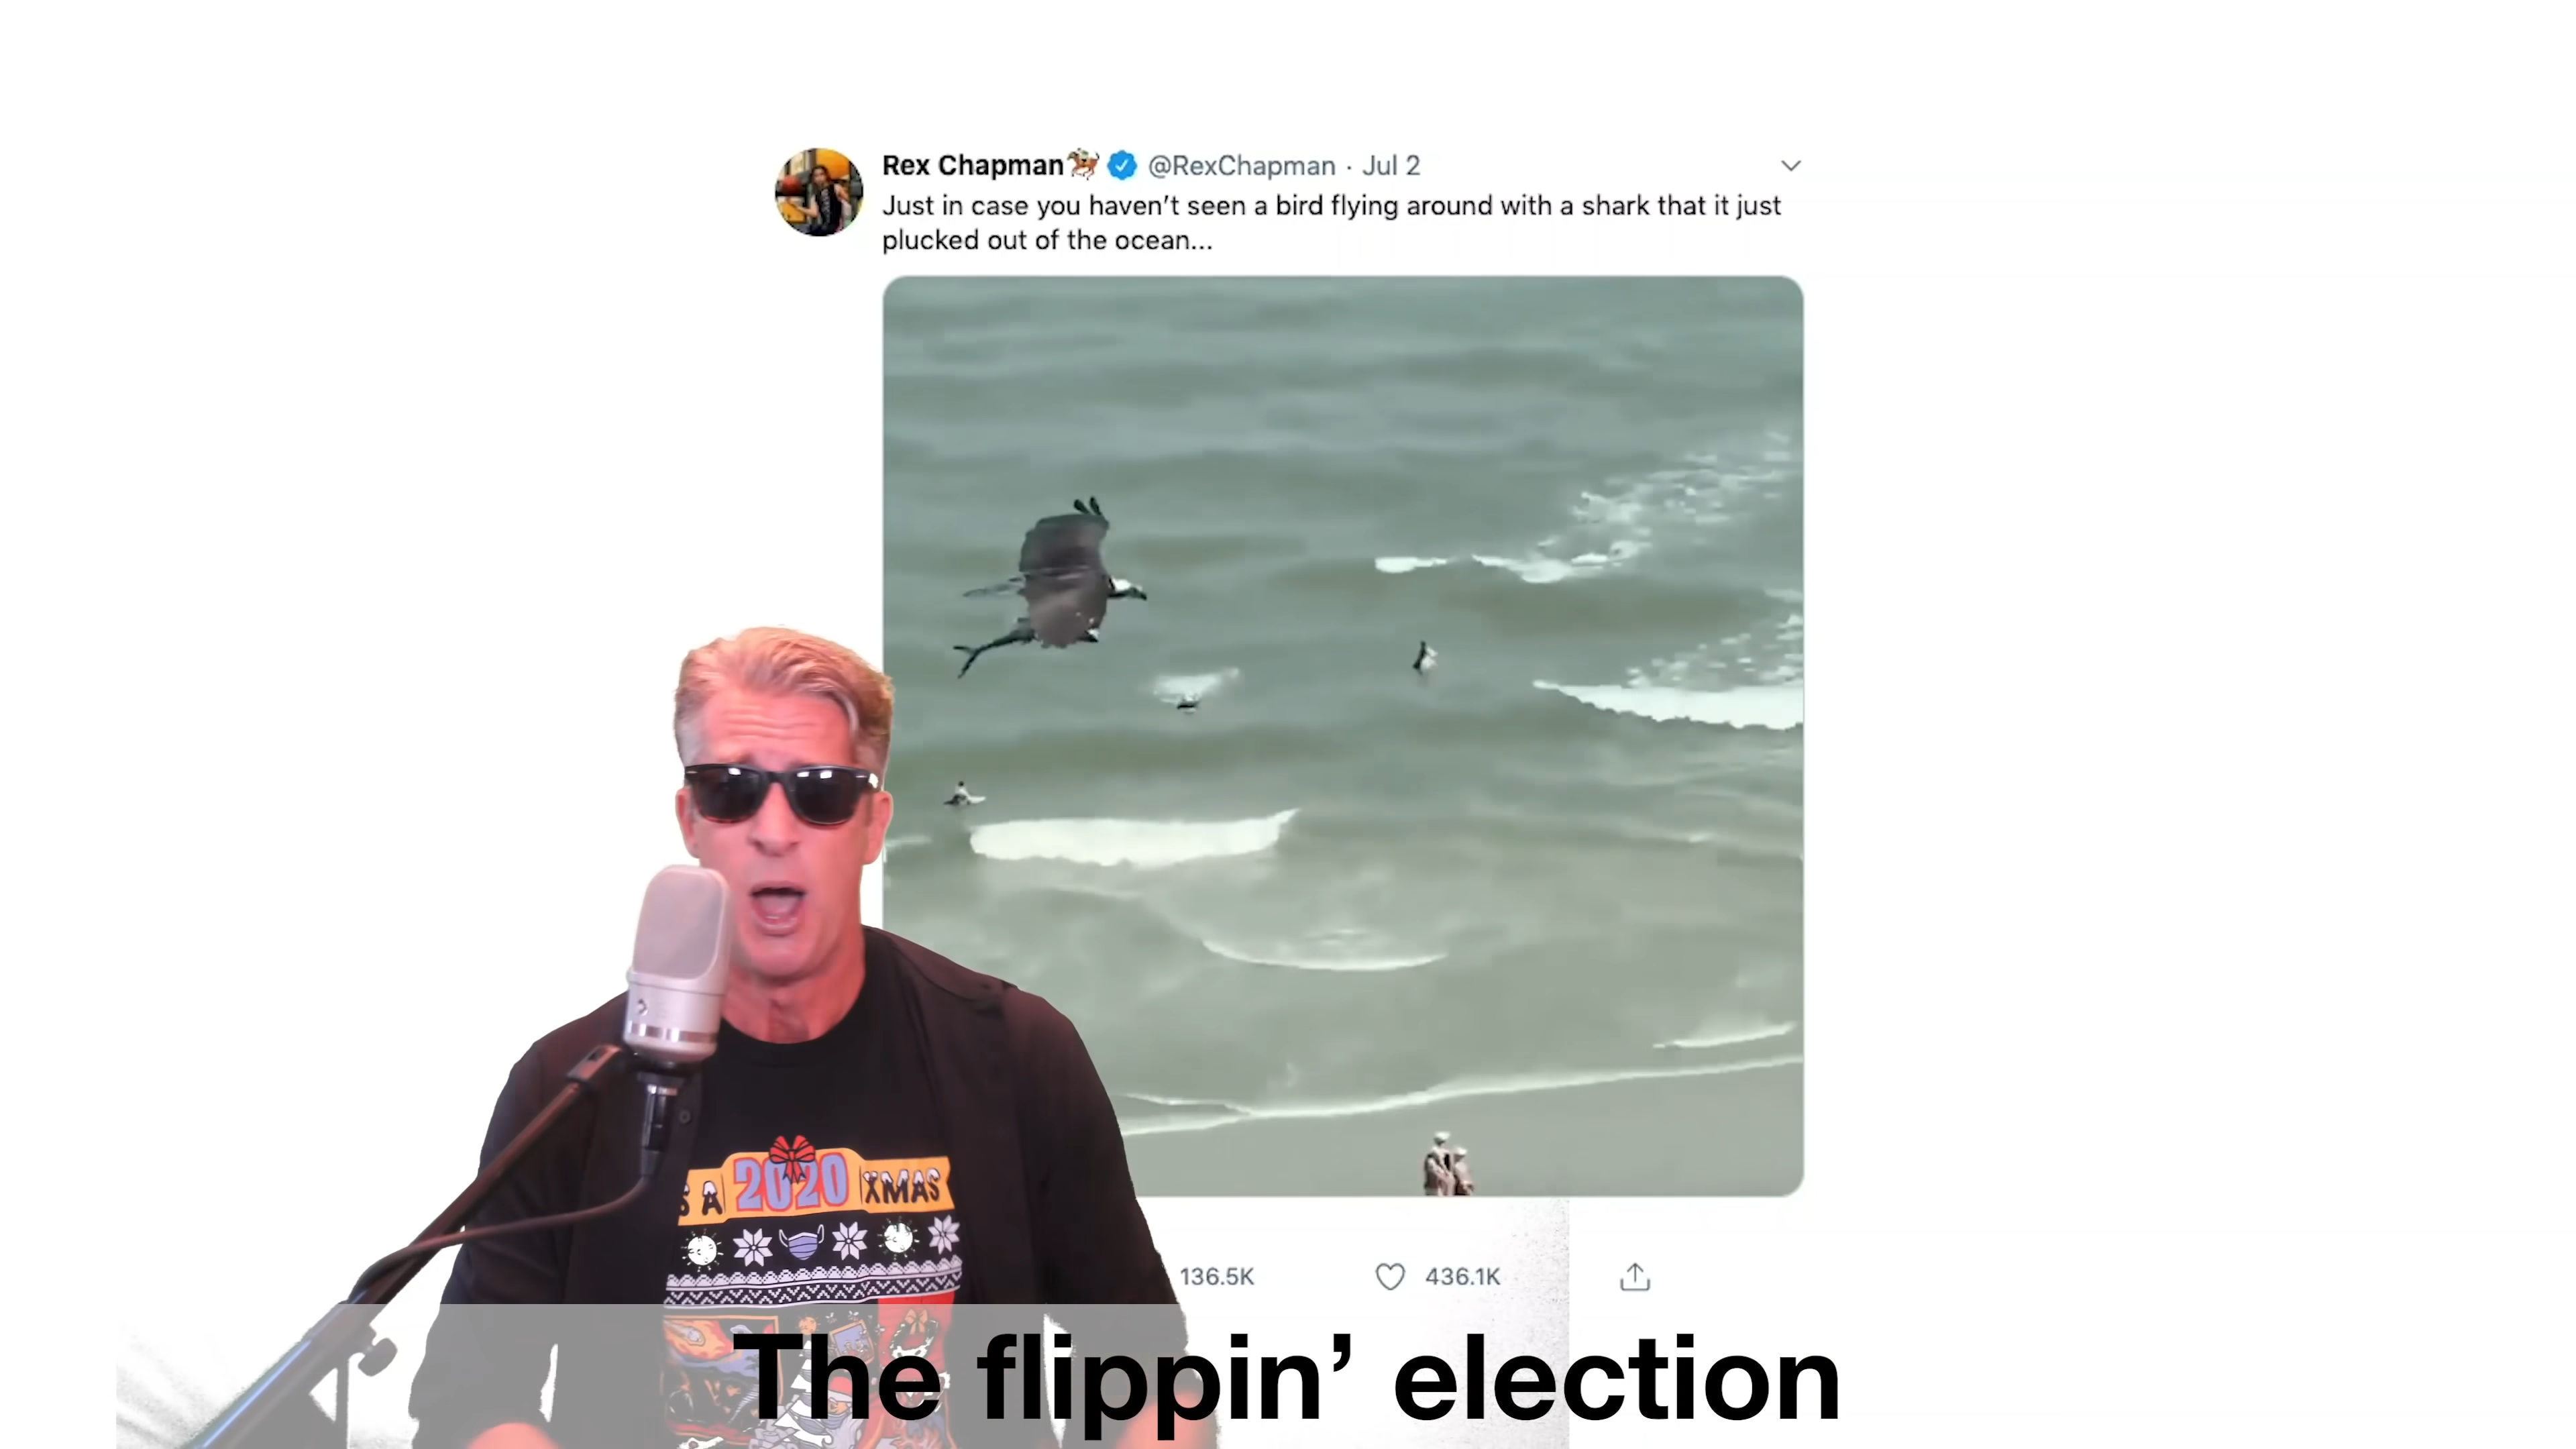 Rex Chapman @RexChapman · Jul 2
Just in case you haven't seen a bird flying around with a shark that it just
plucked out of the ocean...
S A 2020 XMAS
136.5K 436.1K
The flippin' election